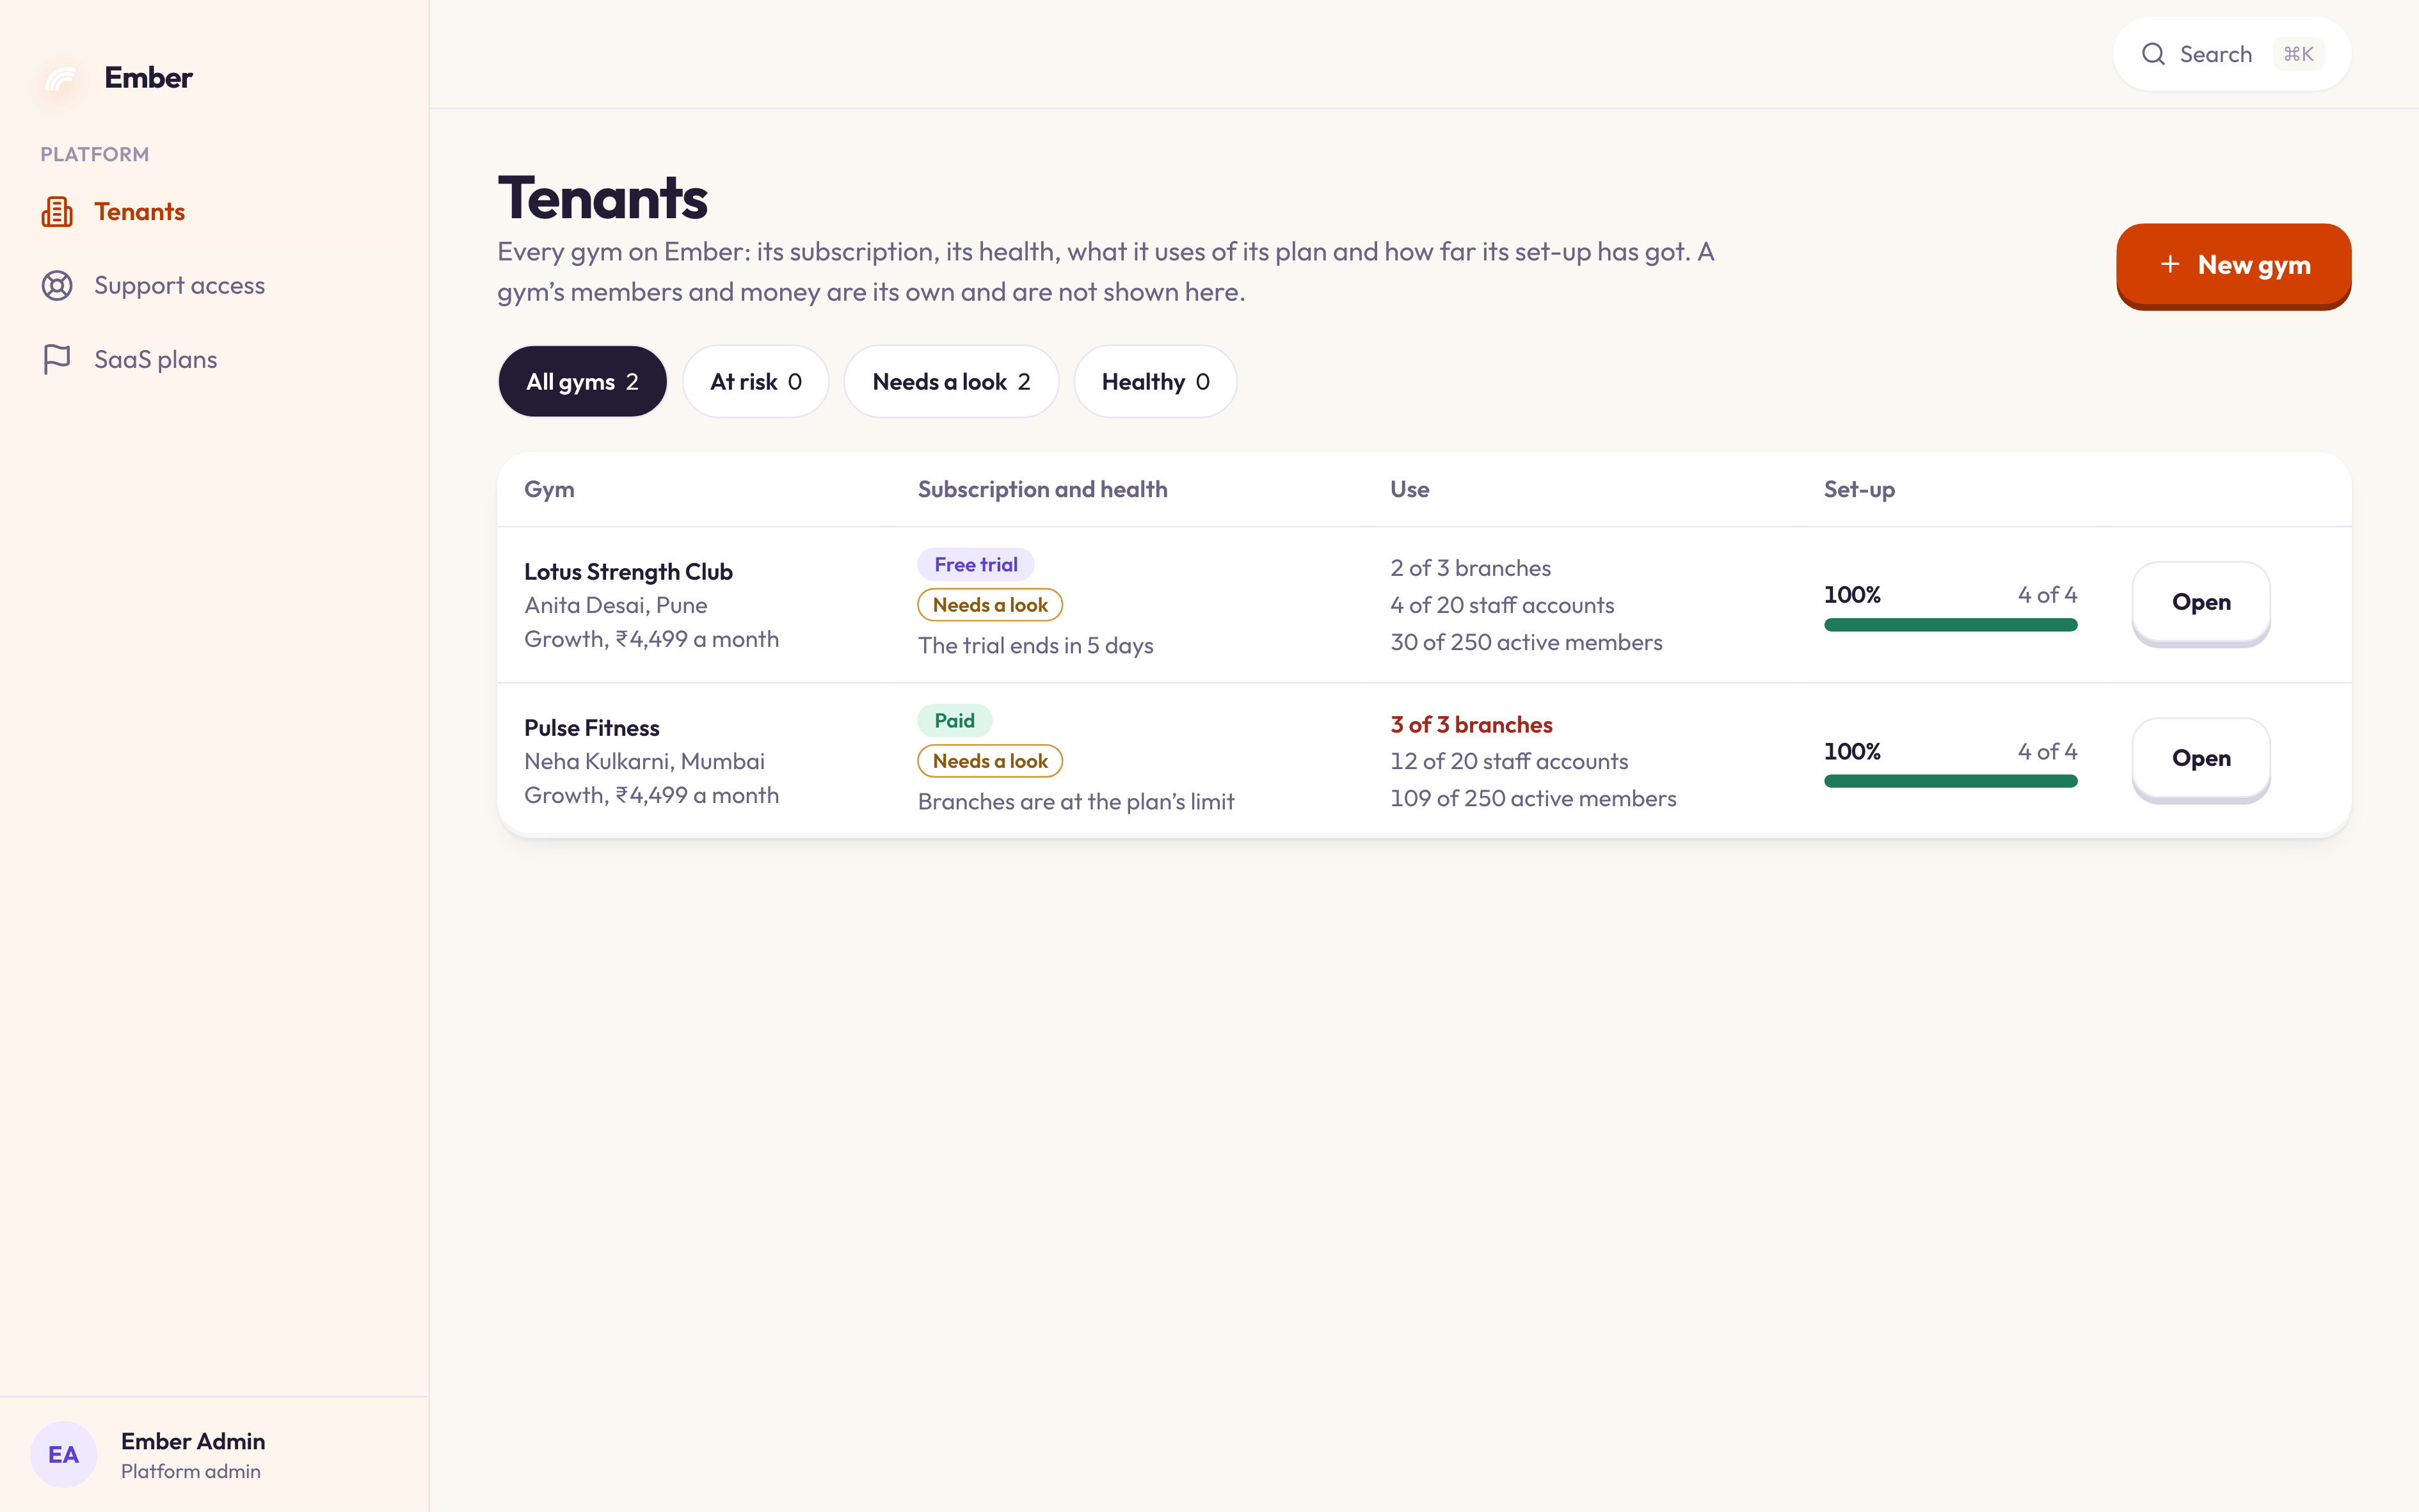 Ember
Search ⌘K
PLATFORM
Tenants
Support access
SaaS plans
Tenants
Every gym on Ember: its subscription, its health, what it uses of its plan and how far its set-up has got. A
gym’s members and money are its own and are not shown here.
+ New gym
All gyms 2
At risk 0
Needs a look 2
Healthy 0
Gym
Subscription and health
Use
Set-up
Lotus Strength Club
Anita Desai, Pune
Growth, ₹4,499 a month
Free trial
Needs a look
The trial ends in 5 days
2 of 3 branches
4 of 20 staff accounts
30 of 250 active members
100% 4 of 4
Open
Pulse Fitness
Neha Kulkarni, Mumbai
Growth, ₹4,499 a month
Paid
Needs a look
Branches are at the plan’s limit
3 of 3 branches
12 of 20 staff accounts
109 of 250 active members
100% 4 of 4
Open
EA
Ember Admin
Platform admin